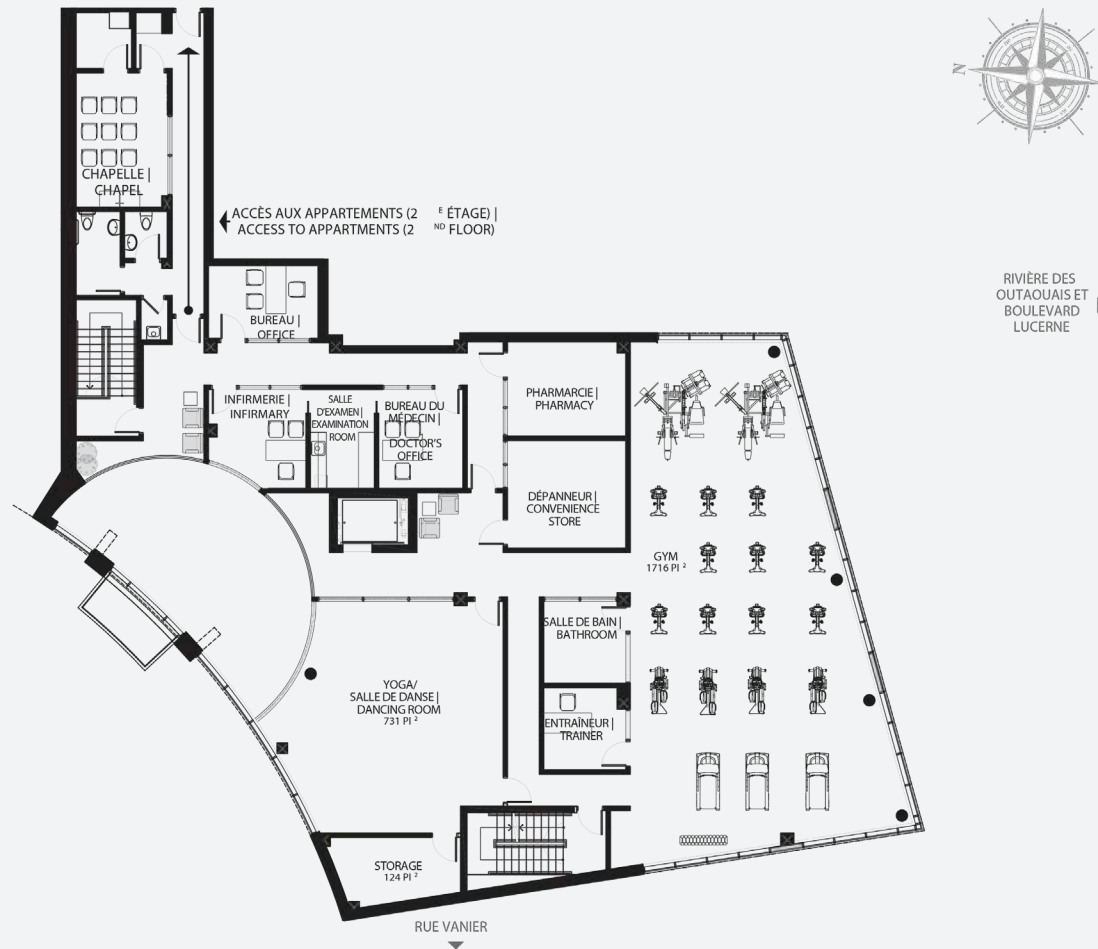 N
CHAPELLE |
CHAPEL
ACCÈS AUX APPARTEMENTS (2 E ÉTAGE) |
ACCESS TO APPARTMENTS (2 ND FLOOR)
RIVIÈRE DES
OUTAOUAIS ET
BOULEVARD
LUCERNE
BUREAU |
OFFICE
INFIRMERIE |
INFIRMARY
SALLE
D'EXAMEN |
EXAMINATION
ROOM
BUREAU DU
MÉDECIN |
DOCTOR'S
OFFICE
PHARMARCIE |
PHARMACY
DÉPANNEUR |
CONVENIENCE
STORE
GYM
1716 PI ²
SALLE DE BAIN |
BATHROOM
YOGA/
SALLE DE DANSE |
DANCING ROOM
731 PI ²
ENTRAÎNEUR |
TRAINER
STORAGE
124 PI ²
RUE VANIER